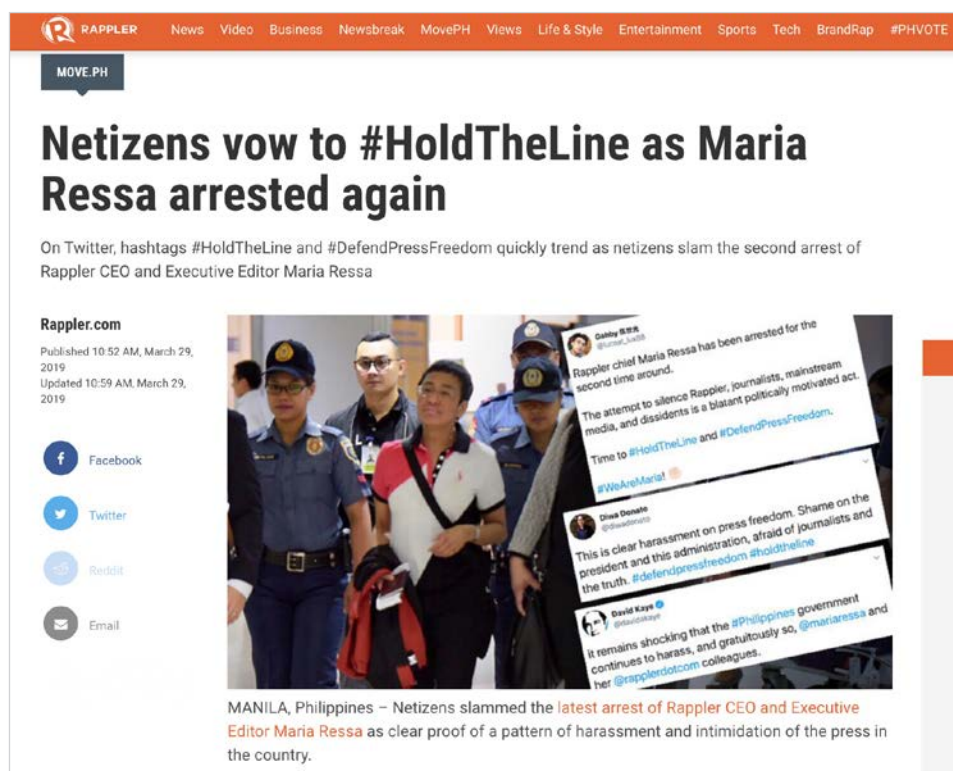 RAPPLER News Video Business Newsbreak MovePH Views Life & Style Entertainment Sports Tech BrandRap #PHVOTE
MOVE.PH
Netizens vow to #HoldTheLine as Maria
Ressa arrested again
On Twitter, hashtags #HoldTheLine and #DefendPressFreedom quickly trend as netizens slam the second arrest of
Rappler CEO and Executive Editor Maria Ressa
Rappler.com
Published 10:52 AM, March 29,
2019
Updated 10:59 AM, March 29,
2019
Facebook
Twitter
Reddit
Email
Gabby
Rappler chief Maria Ressa has been arrested for the
second time around.
The attempt to silence Rappler, journalists, mainstream
media, and dissidents is a blatant politically motivated act.
Time to #HoldTheLine and #DefendPressFreedom.
#WeAreMaria!
Diwa Donato
@diwadonato
This is clear harassment on press freedom. Shame on the
president and this administration, afraid of journalists and
the truth. #defendpressfreedom #holdtheline
David Kaye
@davidakaye
it remains shocking that the #Philippines government
continues to harass, and gratuitously so, @mariaressa and
her @rapplerdotcom colleagues.
MANILA, Philippines – Netizens slammed the latest arrest of Rappler CEO and Executive
Editor Maria Ressa as clear proof of a pattern of harassment and intimidation of the press in
the country.